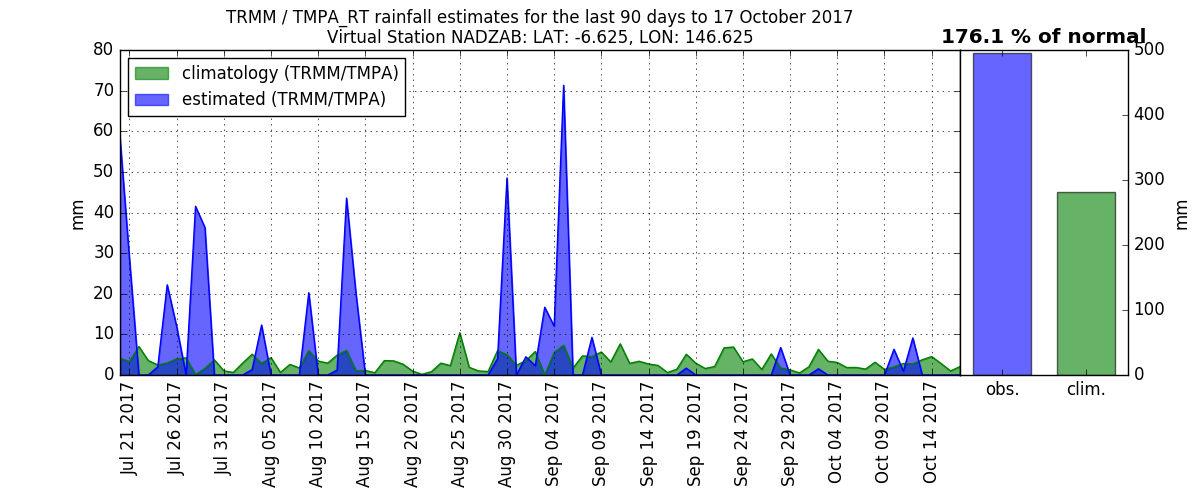 TRMM / TMPA_RT rainfall estimates for the last 90 days to 17 October 2017
Virtual Station NADZAB: LAT: -6.625, LON: 146.625
176.1 % of normal
climatology (TRMM/TMPA)
estimated (TRMM/TMPA)
80
70
60
50
40
30
20
10
0
mm
Jul 21 2017
Jul 26 2017
Jul 31 2017
Aug 05 2017
Aug 10 2017
Aug 15 2017
Aug 20 2017
Aug 25 2017
Aug 30 2017
Sep 04 2017
Sep 09 2017
Sep 14 2017
Sep 19 2017
Sep 24 2017
Sep 29 2017
Oct 04 2017
Oct 09 2017
Oct 14 2017
500
400
300
200
100
0
mm
obs.
clim.